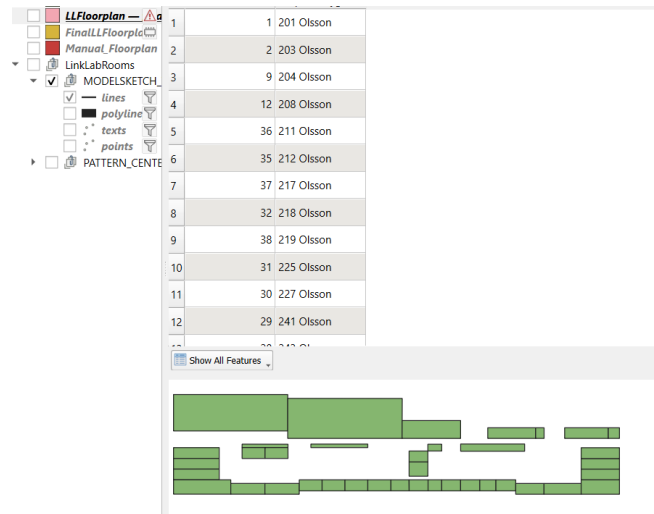 LLFloorplan —
FinalLLFloorplo
Manual_Floorplan
LinkLabRooms
MODELSKETCH_
lines
polyline
texts
points
PATTERN_CENTE
1 1 201 Olsson
2 2 203 Olsson
3 9 204 Olsson
4 12 208 Olsson
5 36 211 Olsson
6 35 212 Olsson
7 37 217 Olsson
8 32 218 Olsson
9 38 219 Olsson
10 31 225 Olsson
11 30 227 Olsson
12 29 241 Olsson
Show All Features